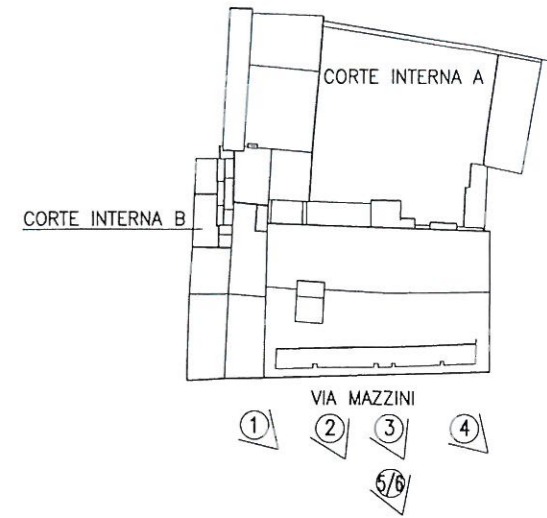 CORTE INTERNA A
CORTE INTERNA B
VIA MAZZINI
1 2 3 4
5/6